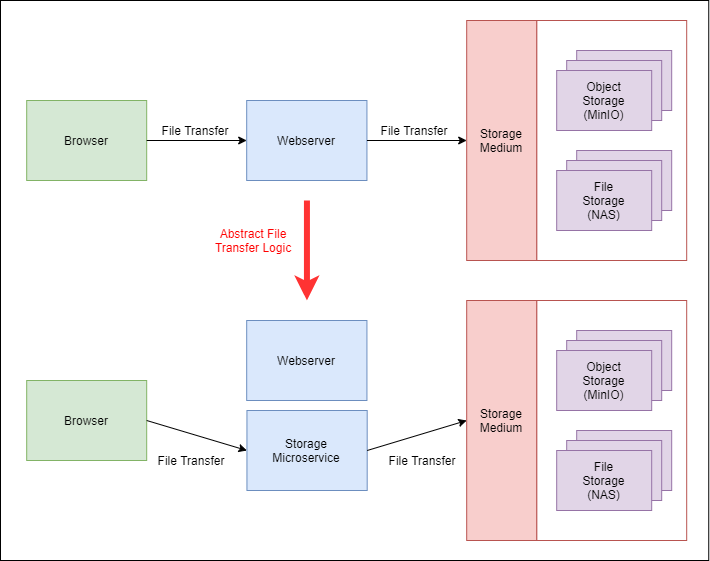 Browser
File Transfer
Webserver
File Transfer
Storage
Medium
Object
Storage
(MinIO)
File
Storage
(NAS)
Abstract File
Transfer Logic
Webserver
Browser
File Transfer
Storage
Microservice
File Transfer
Storage
Medium
Object
Storage
(MinIO)
File
Storage
(NAS)